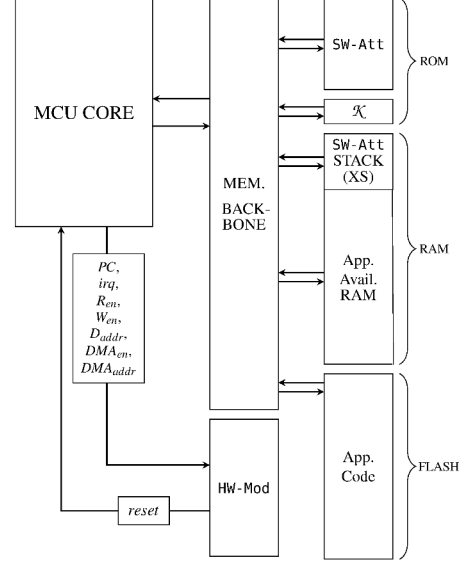 SW-Att
ROM
MCU CORE
𝒦
SW-Att
STACK
(XS)
MEM.
BACK-
BONE
RAM
App.
Avail.
RAM
PC,
irq,
R_en,
W_en,
D_addr,
DMA_en,
DMA_addr
App.
Code
FLASH
HW-Mod
reset